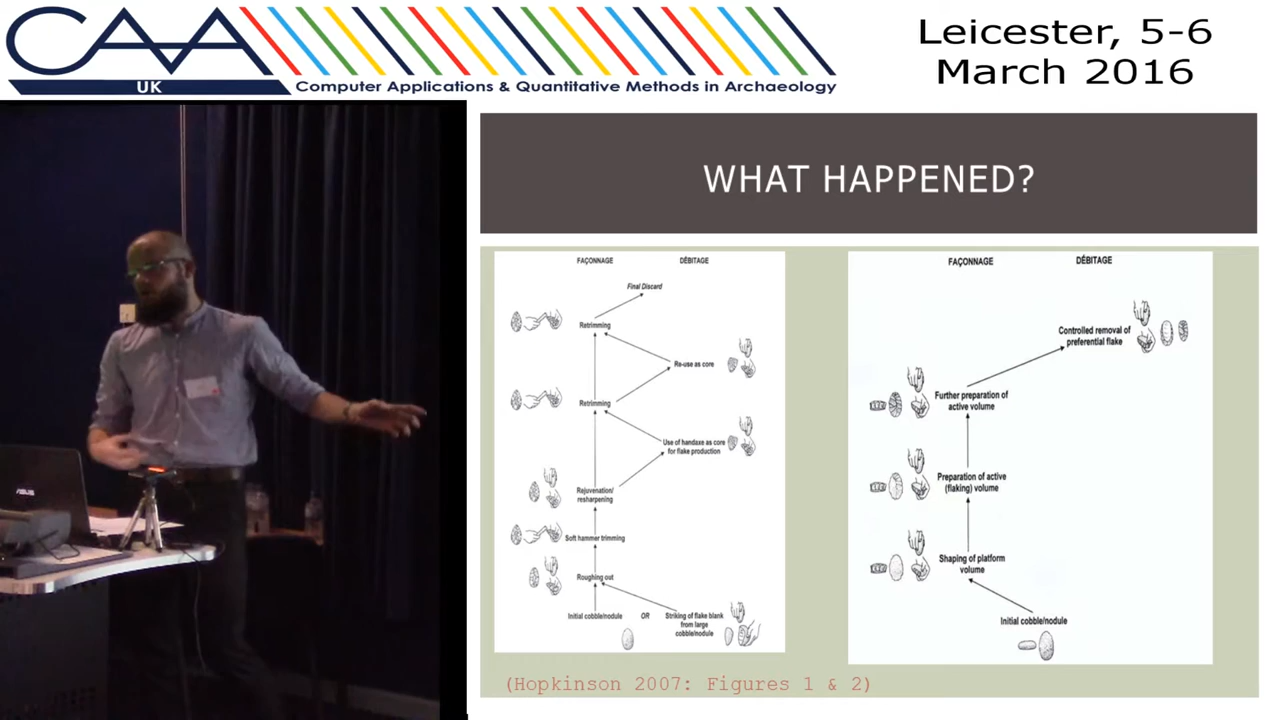 CAA
UK
Computer Applications & Quantitative Methods in Archaeology
Leicester, 5-6
March 2016
WHAT HAPPENED?
FAÇONNAGE
DÉBITAGE
Final Discard
Retrimming
Re-use as core
Retrimming
Use of handaxe as core
for flake production
Rejuvenation/
resharpening
Soft hammer trimming
Roughing out
Initial cobble/nodule
OR
Striking of flake blank
from large
cobble/nodule
FAÇONNAGE
DÉBITAGE
Controlled removal of
preferential flake
Further preparation of
active volume
Preparation of active
(flaking) volume
Shaping of platform
volume
Initial cobble/nodule
(Hopkinson 2007: Figures 1 & 2)
ASUS